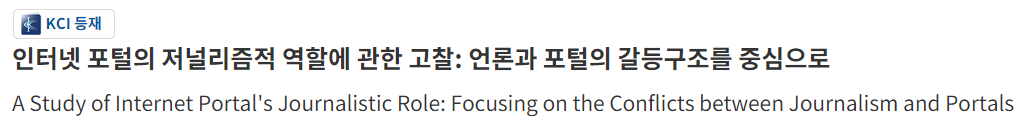 KCI 등재
인터넷 포털의 저널리즘적 역할에 관한 고찰: 언론과 포털의 갈등구조를 중심으로
A Study of Internet Portal's Journalistic Role: Focusing on the Conflicts between Journalism and Portals